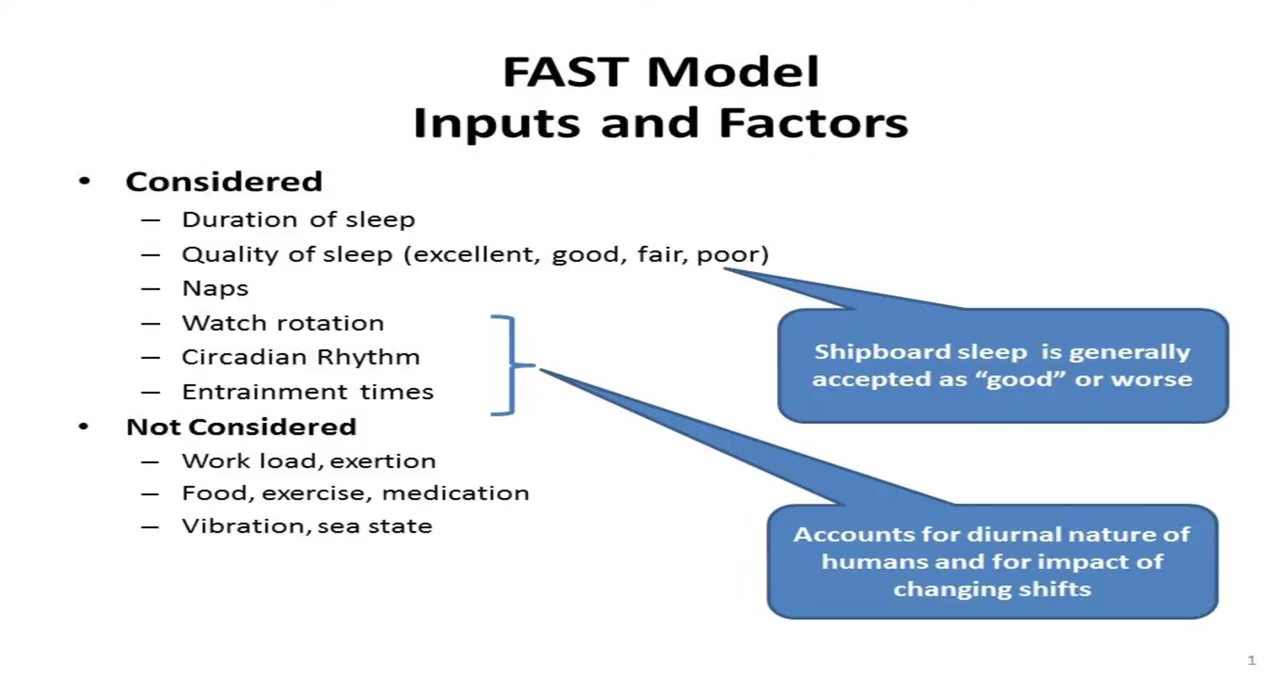 FAST Model
Inputs and Factors
• Considered
– Duration of sleep
– Quality of sleep (excellent, good, fair, poor)
– Naps
– Watch rotation
– Circadian Rhythm
– Entrainment times
• Not Considered
– Work load, exertion
– Food, exercise, medication
– Vibration, sea state
Shipboard sleep is generally
accepted as “good” or worse
Accounts for diurnal nature of
humans and for impact of
changing shifts
1